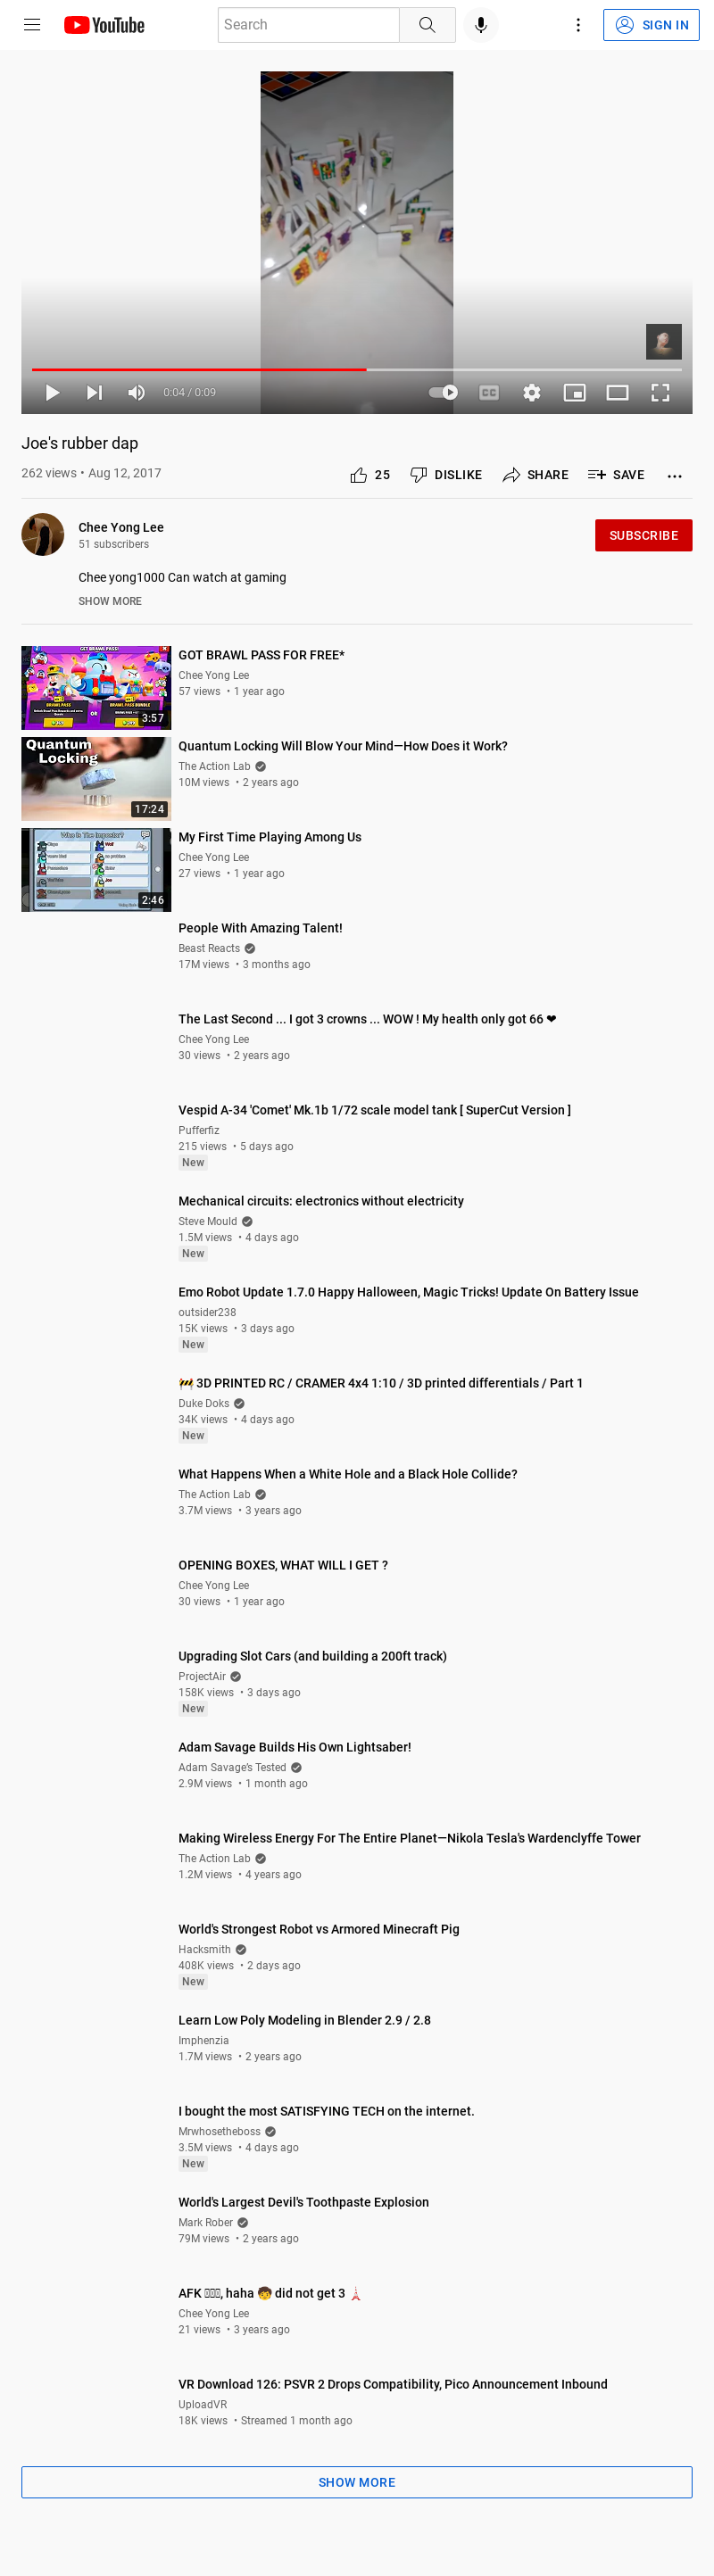 YouTube
Search
SIGN IN
0:04 / 0:09
CC
Joe's rubber dap
262 views • Aug 12, 2017
25
DISLIKE
SHARE
SAVE
Chee Yong Lee
51 subscribers
SUBSCRIBE
Chee yong1000 Can watch at gaming
SHOW MORE
GET BRAWL PASS!
BRAWL PASS
OR
BRAWL PASS BUNDLE
3:57
GOT BRAWL PASS FOR FREE*
Chee Yong Lee
57 views • 1 year ago
Quantum
Locking
17:24
Quantum Locking Will Blow Your Mind—How Does it Work?
The Action Lab
10M views • 2 years ago
Who Is The Impostor?
2:46
My First Time Playing Among Us
Chee Yong Lee
27 views • 1 year ago
People With Amazing Talent!
Beast Reacts
17M views • 3 months ago
The Last Second ... I got 3 crowns ... WOW ! My health only got 66 ❤
Chee Yong Lee
30 views • 2 years ago
Vespid A-34 'Comet' Mk.1b 1/72 scale model tank [ SuperCut Version ]
Pufferfiz
215 views • 5 days ago
New
Mechanical circuits: electronics without electricity
Steve Mould
1.5M views • 4 days ago
New
Emo Robot Update 1.7.0 Happy Halloween, Magic Tricks! Update On Battery Issue
outsider238
15K views • 3 days ago
New
🚧 3D PRINTED RC / CRAMER 4x4 1:10 / 3D printed differentials / Part 1
Duke Doks
34K views • 4 days ago
New
What Happens When a White Hole and a Black Hole Collide?
The Action Lab
3.7M views • 3 years ago
OPENING BOXES, WHAT WILL I GET ?
Chee Yong Lee
30 views • 1 year ago
Upgrading Slot Cars (and building a 200ft track)
ProjectAir
158K views • 3 days ago
New
Adam Savage Builds His Own Lightsaber!
Adam Savage's Tested
2.9M views • 1 month ago
Making Wireless Energy For The Entire Planet—Nikola Tesla's Wardenclyffe Tower
The Action Lab
1.2M views • 4 years ago
World's Strongest Robot vs Armored Minecraft Pig
Hacksmith
408K views • 2 days ago
New
Learn Low Poly Modeling in Blender 2.9 / 2.8
Imphenzia
1.7M views • 2 years ago
I bought the most SATISFYING TECH on the internet.
Mrwhosetheboss
3.5M views • 4 days ago
New
World's Largest Devil's Toothpaste Explosion
Mark Rober
79M views • 2 years ago
AFK , haha 🧒 did not get 3 🗼
Chee Yong Lee
21 views • 3 years ago
VR Download 126: PSVR 2 Drops Compatibility, Pico Announcement Inbound
UploadVR
18K views • Streamed 1 month ago
SHOW MORE